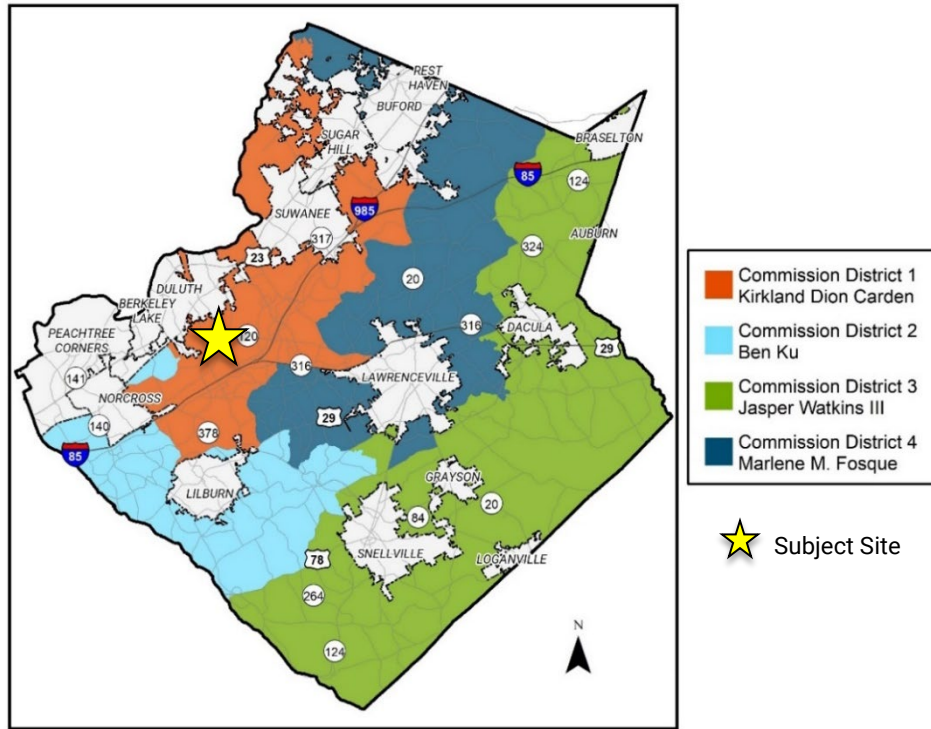 REST
HAVEN
BUFORD
BRASELTON
SUGAR
HILL
85
124
SUWANEE
985
AUBURN
317
324
23
DULUTH
20
BERKELEY
LAKE
PEACHTREE
CORNERS
120
316
DACULA
316
29
141
LAWRENCEVILLE
NORCROSS
29
140
378
85
GRAYSON
LILBURN
20
84
SNELLVILLE
LOGANVILLE
78
264
124
N
Commission District 1
Kirkland Dion Carden
Commission District 2
Ben Ku
Commission District 3
Jasper Watkins III
Commission District 4
Marlene M. Fosque
Subject Site